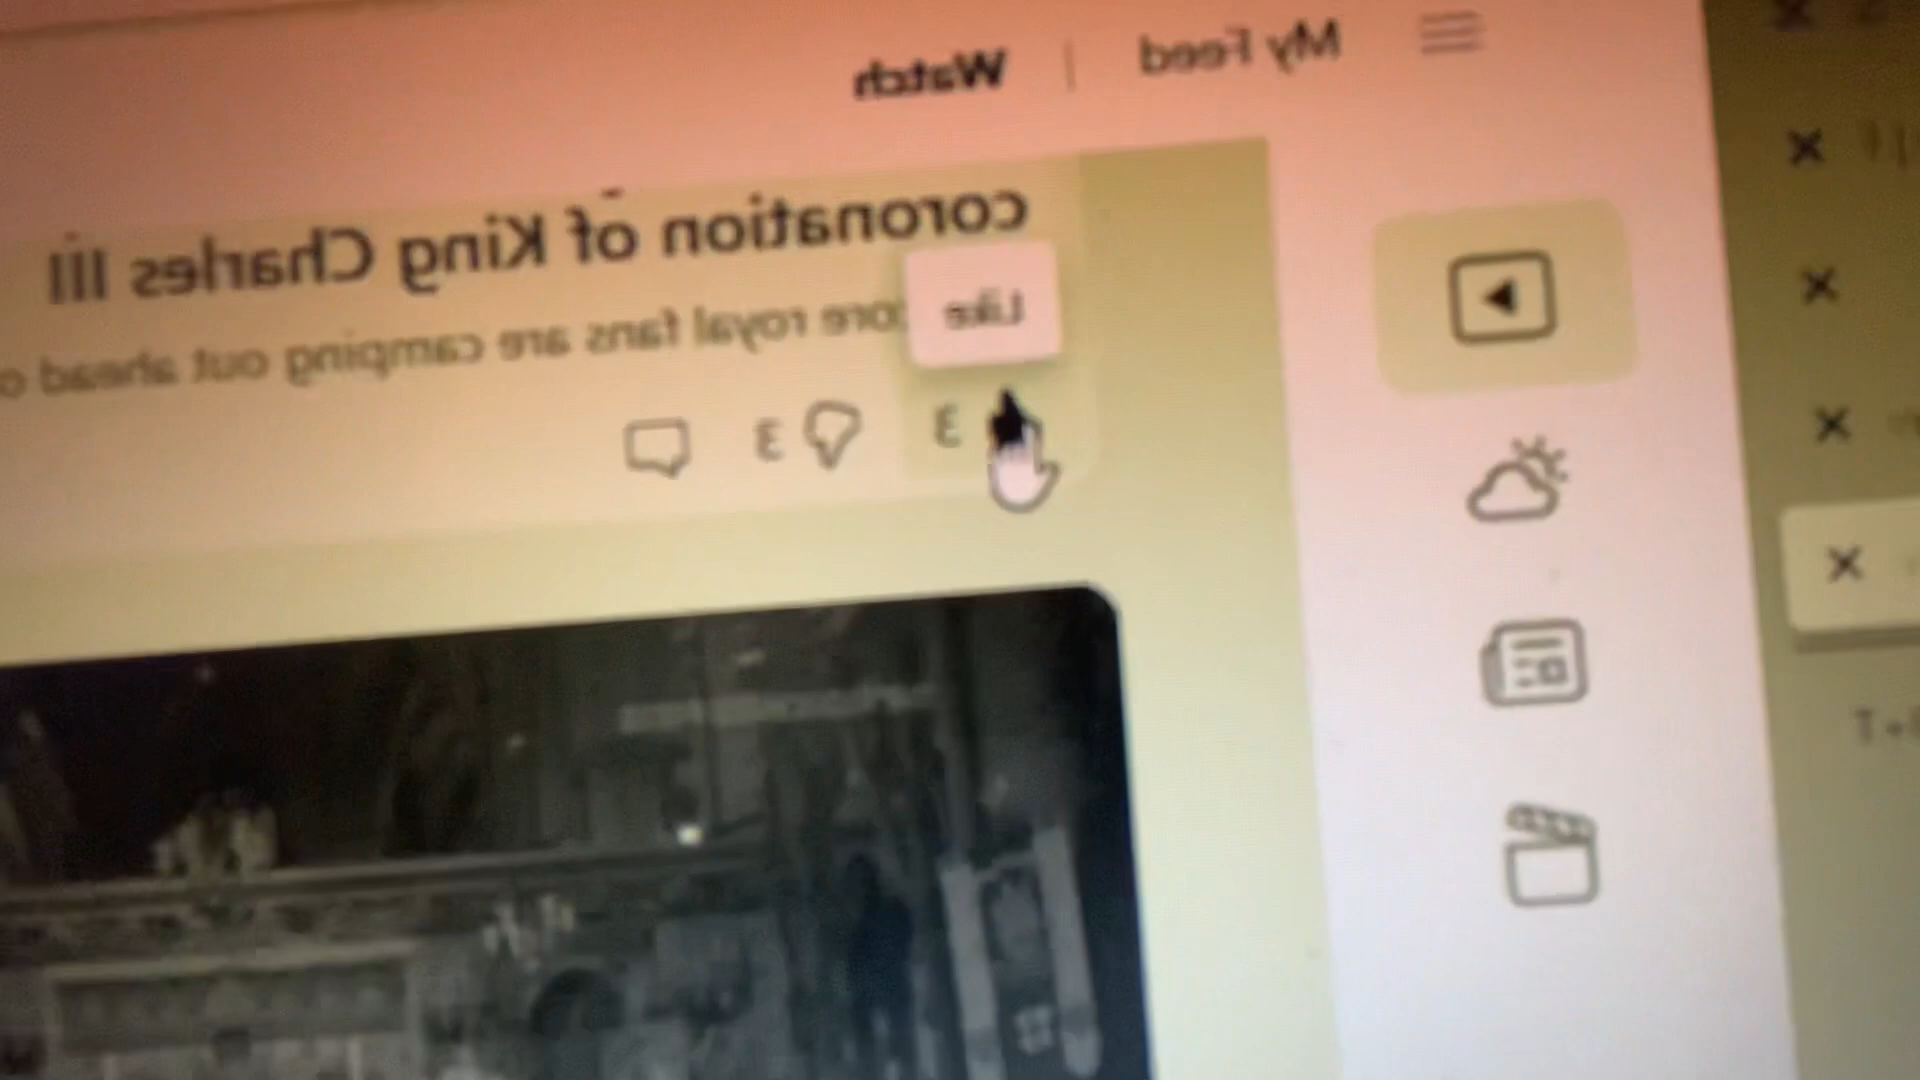 My Feed | Watch
coronation of King Charles III
Like
ore royal fans are camping out ahead
3 3